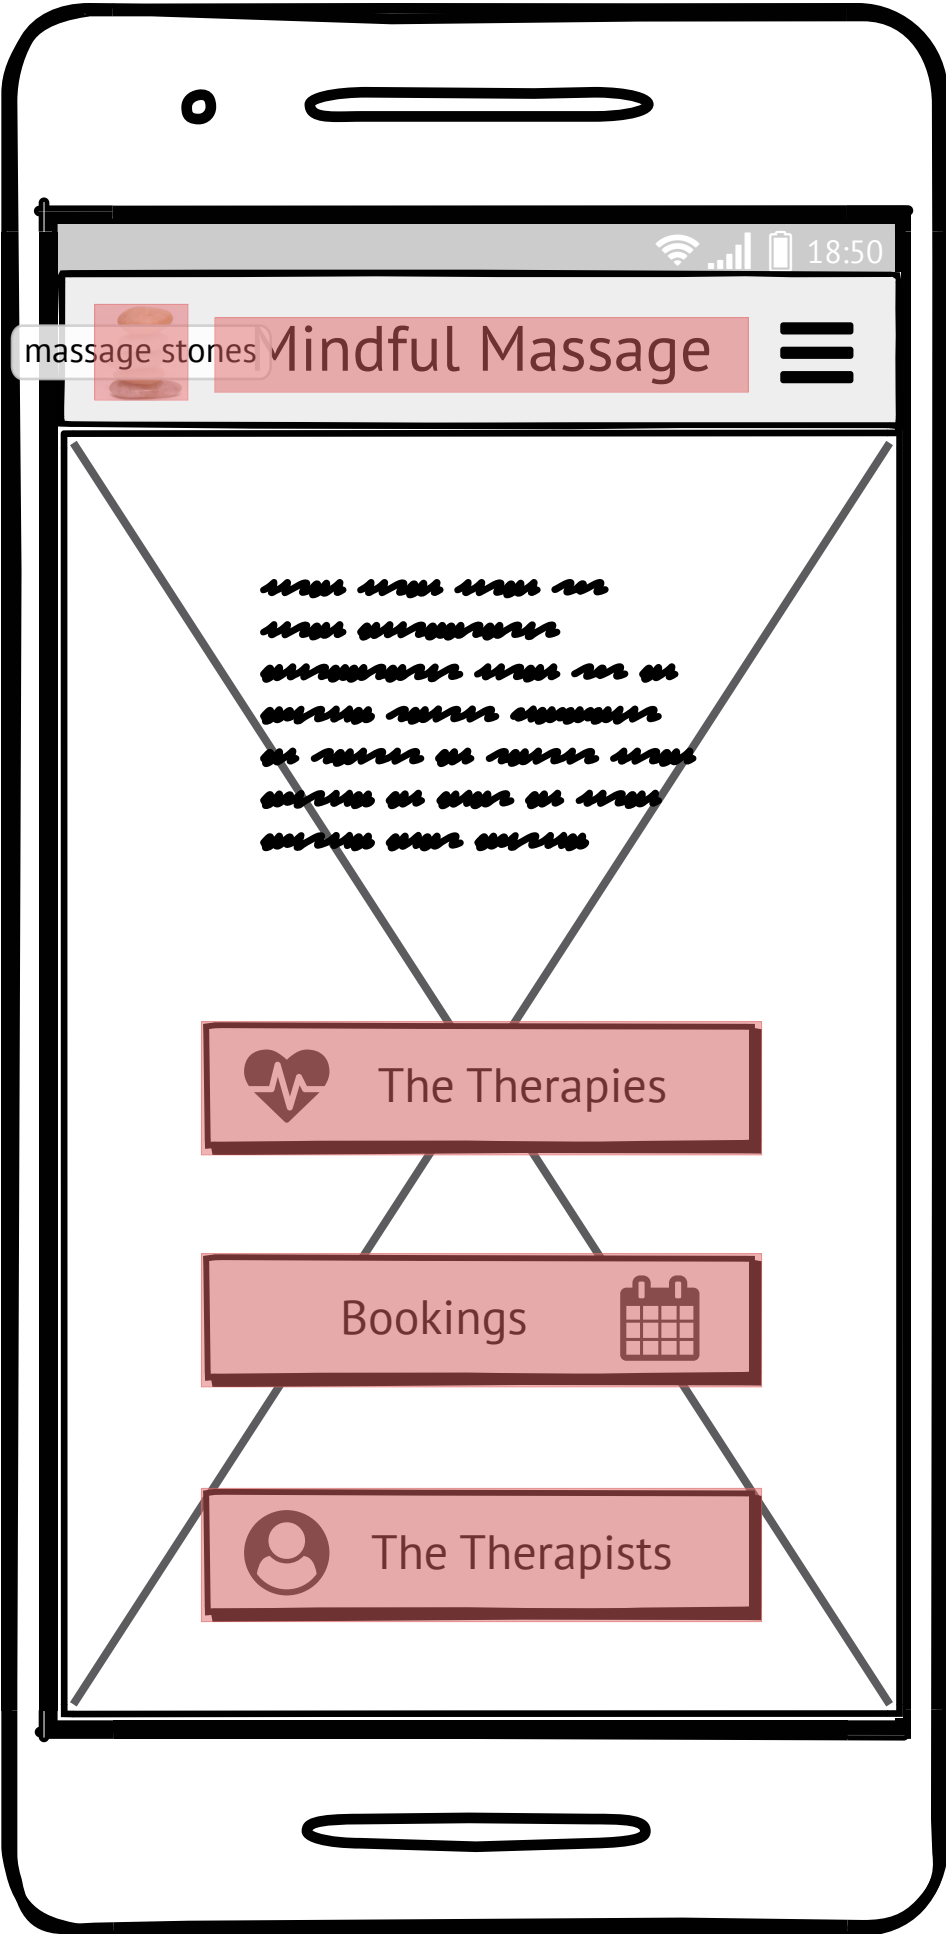 18:50
massage stones
Mindful Massage
The Therapies
Bookings
The Therapists